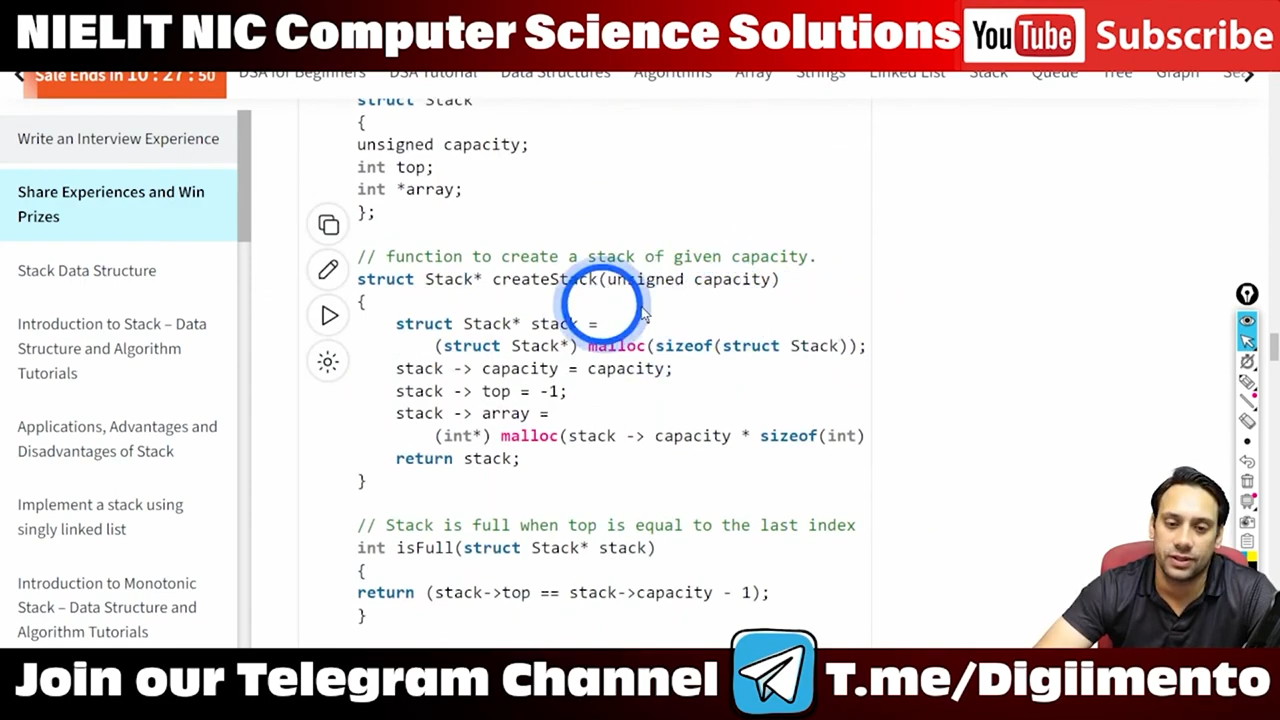 NIELIT NIC Computer Science Solutions YouTube Subscribe
Sale Ends In 10 : 27 : 50 DSA for Beginners DSA Tutorial Data Structures Algorithms Array Strings Linked List Stack Queue Tree Graph
Write an Interview Experience
Share Experiences and Win
Prizes
Stack Data Structure
Introduction to Stack – Data
Structure and Algorithm
Tutorials
Applications, Advantages and
Disadvantages of Stack
Implement a stack using
singly linked list
Introduction to Monotonic
Stack – Data Structure and
Algorithm Tutorials
struct Stack
{
unsigned capacity;
int top;
int *array;
};
// function to create a stack of given capacity.
struct Stack* createStack(unsigned capacity)
{
struct Stack* stack =
(struct Stack*) malloc(sizeof(struct Stack));
stack -> capacity = capacity;
stack -> top = -1;
stack -> array =
(int*) malloc(stack -> capacity * sizeof(int)
return stack;
}
// Stack is full when top is equal to the last index
int isFull(struct Stack* stack)
{
return (stack->top == stack->capacity - 1);
}
Join our Telegram Channel T.me/Digiimento